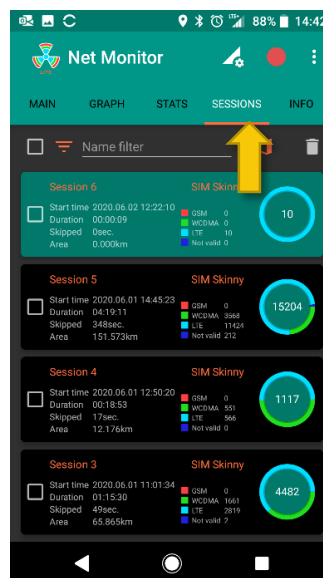 LTE+ 88% 14:42
LITE Net Monitor
MAIN GRAPH STATS SESSIONS INFO
Name filter
Session 6 SIM Skinny
Start time 2020.06.02 12:22:10
Duration 00:00:09
Skipped 0sec.
Area 0.000km
GSM 0
WCDMA 0
LTE 10
Not valid 0
10
Session 5 SIM Skinny
Start time 2020.06.01 14:45:23
Duration 04:19:11
Skipped 348sec.
Area 151.573km
GSM 0
WCDMA 3568
LTE 11424
Not valid 212
15204
Session 4 SIM Skinny
Start time 2020.06.01 12:50:20
Duration 00:18:53
Skipped 17sec.
Area 12.176km
GSM 0
WCDMA 551
LTE 566
Not valid 0
1117
Session 3 SIM Skinny
Start time 2020.06.01 11:01:34
Duration 01:15:30
Skipped 49sec.
Area 65.865km
GSM 0
WCDMA 1661
LTE 2819
Not valid 2
4482